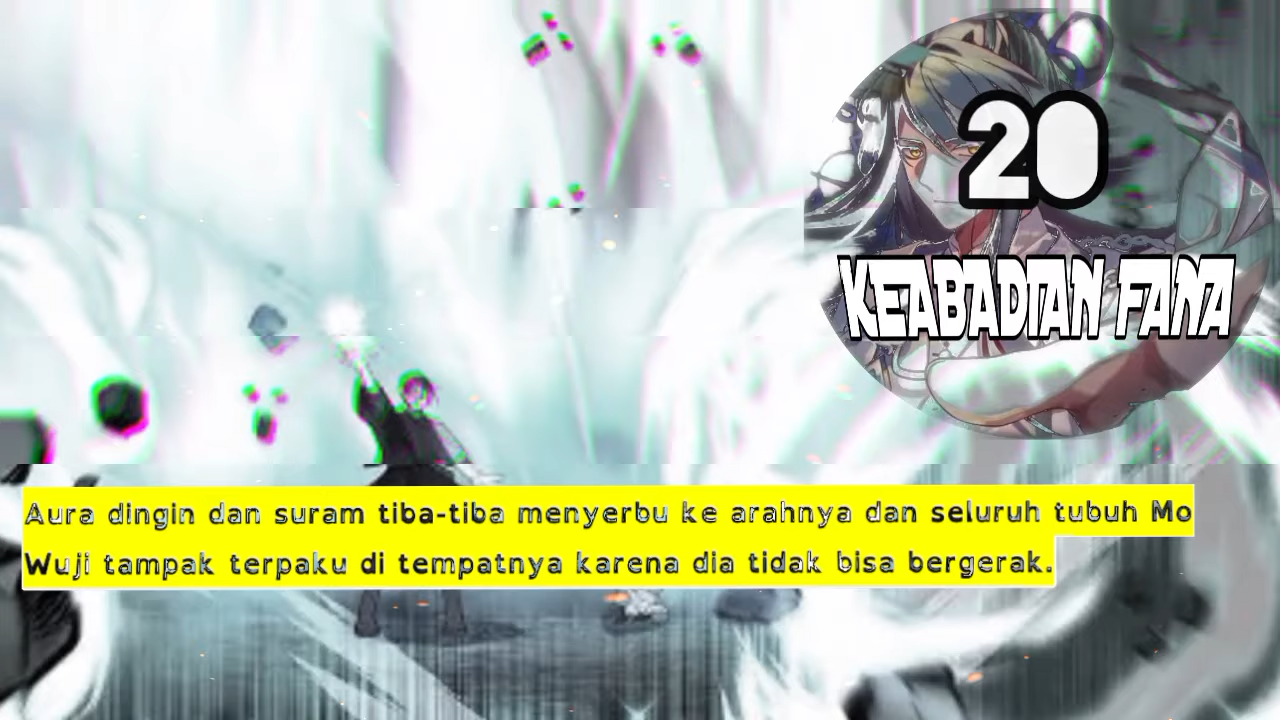 20
KEABADIAN FANA
Aura dingin dan suram tiba-tiba menyerbu ke arahnya dan seluruh tubuh Mo
Wuji tampak terpaku di tempatnya karena dia tidak bisa bergerak.